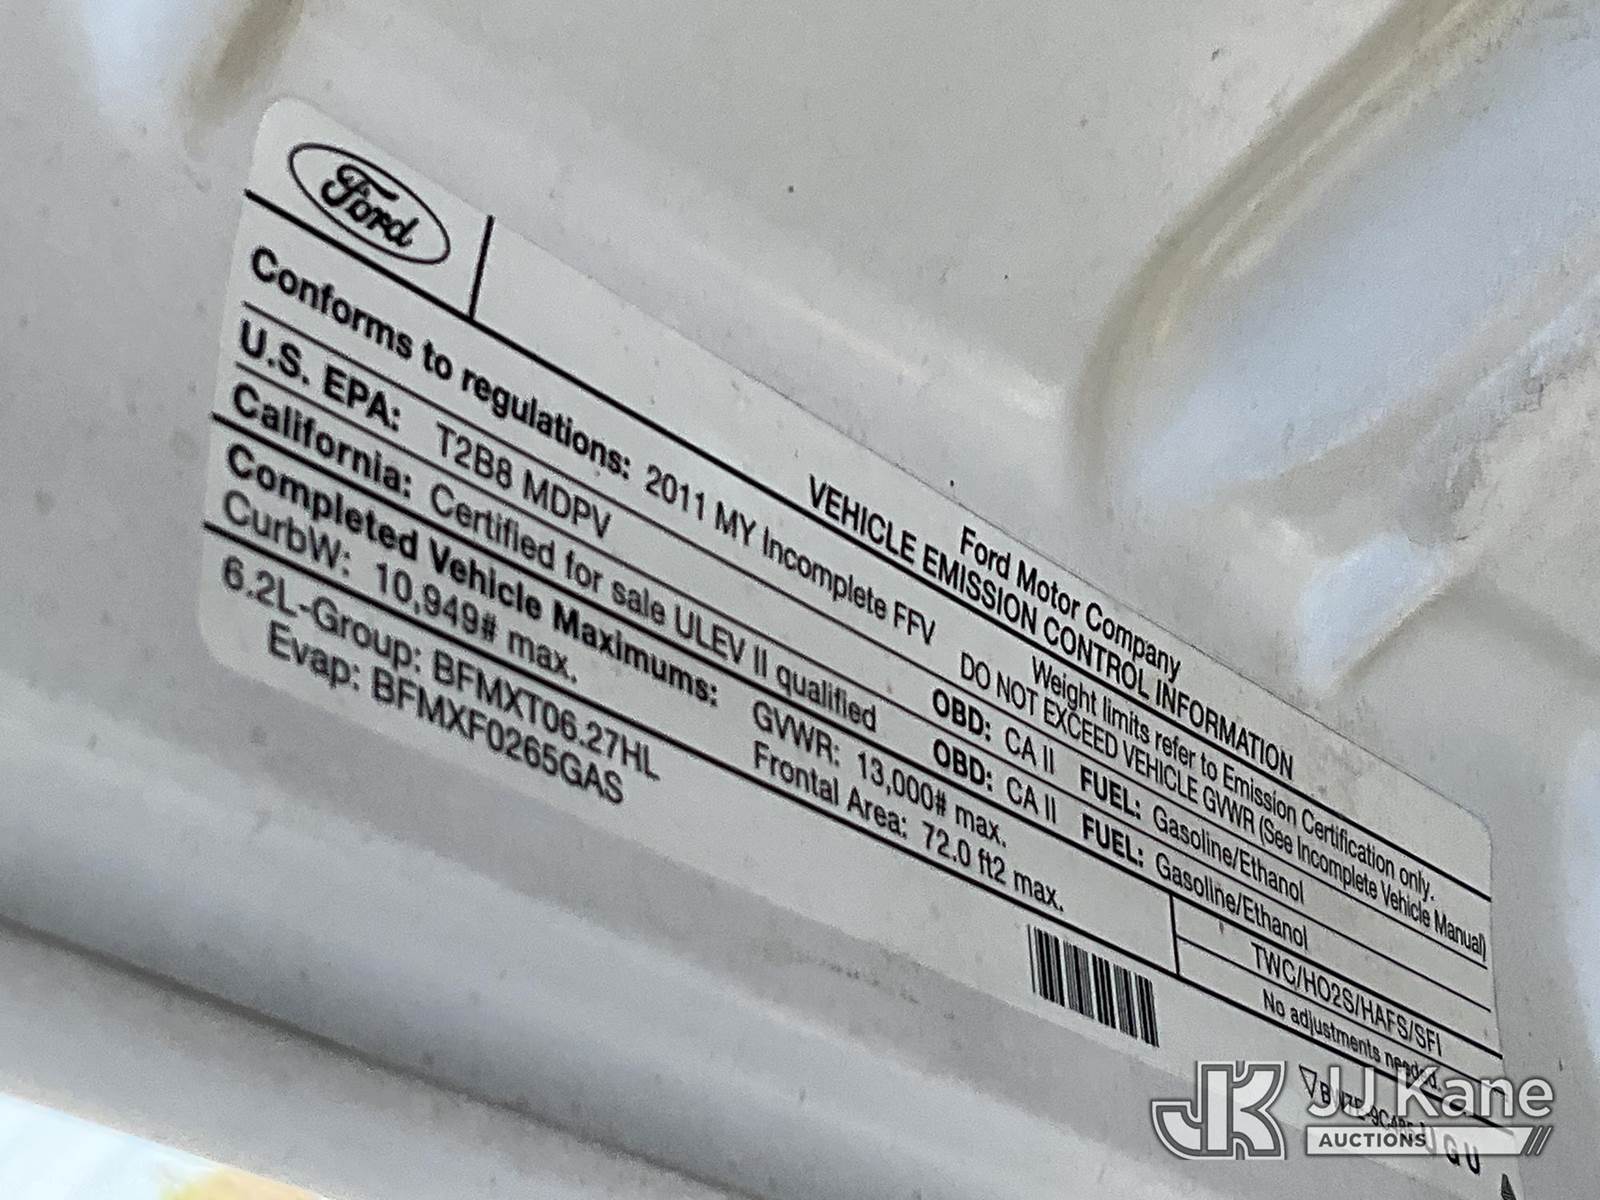 Ford
Ford Motor Company
VEHICLE EMISSION CONTROL INFORMATION
Conforms to regulations: 2011 MY Incomplete FFV
Weight limits refer to Emission Certification only.
DO NOT EXCEED VEHICLE GVWR (See Incomplete Vehicle Manual)
U.S. EPA: T2B8 MDPV OBD: CA II FUEL: Gasoline/Ethanol
California: Certified for sale ULEV II qualified OBD: CA II FUEL: Gasoline/Ethanol
Completed Vehicle Maximums: GVWR: 13,000# max.
CurbW: 10,949# max. Frontal Area: 72.0 ft2 max.
TWC/HO2S/HAFS/SFI
No adjustments needed.
6.2L-Group: BFMXT06.27HL
Evap: BFMXF0265GAS
G U
JK JJ Kane
AUCTIONS